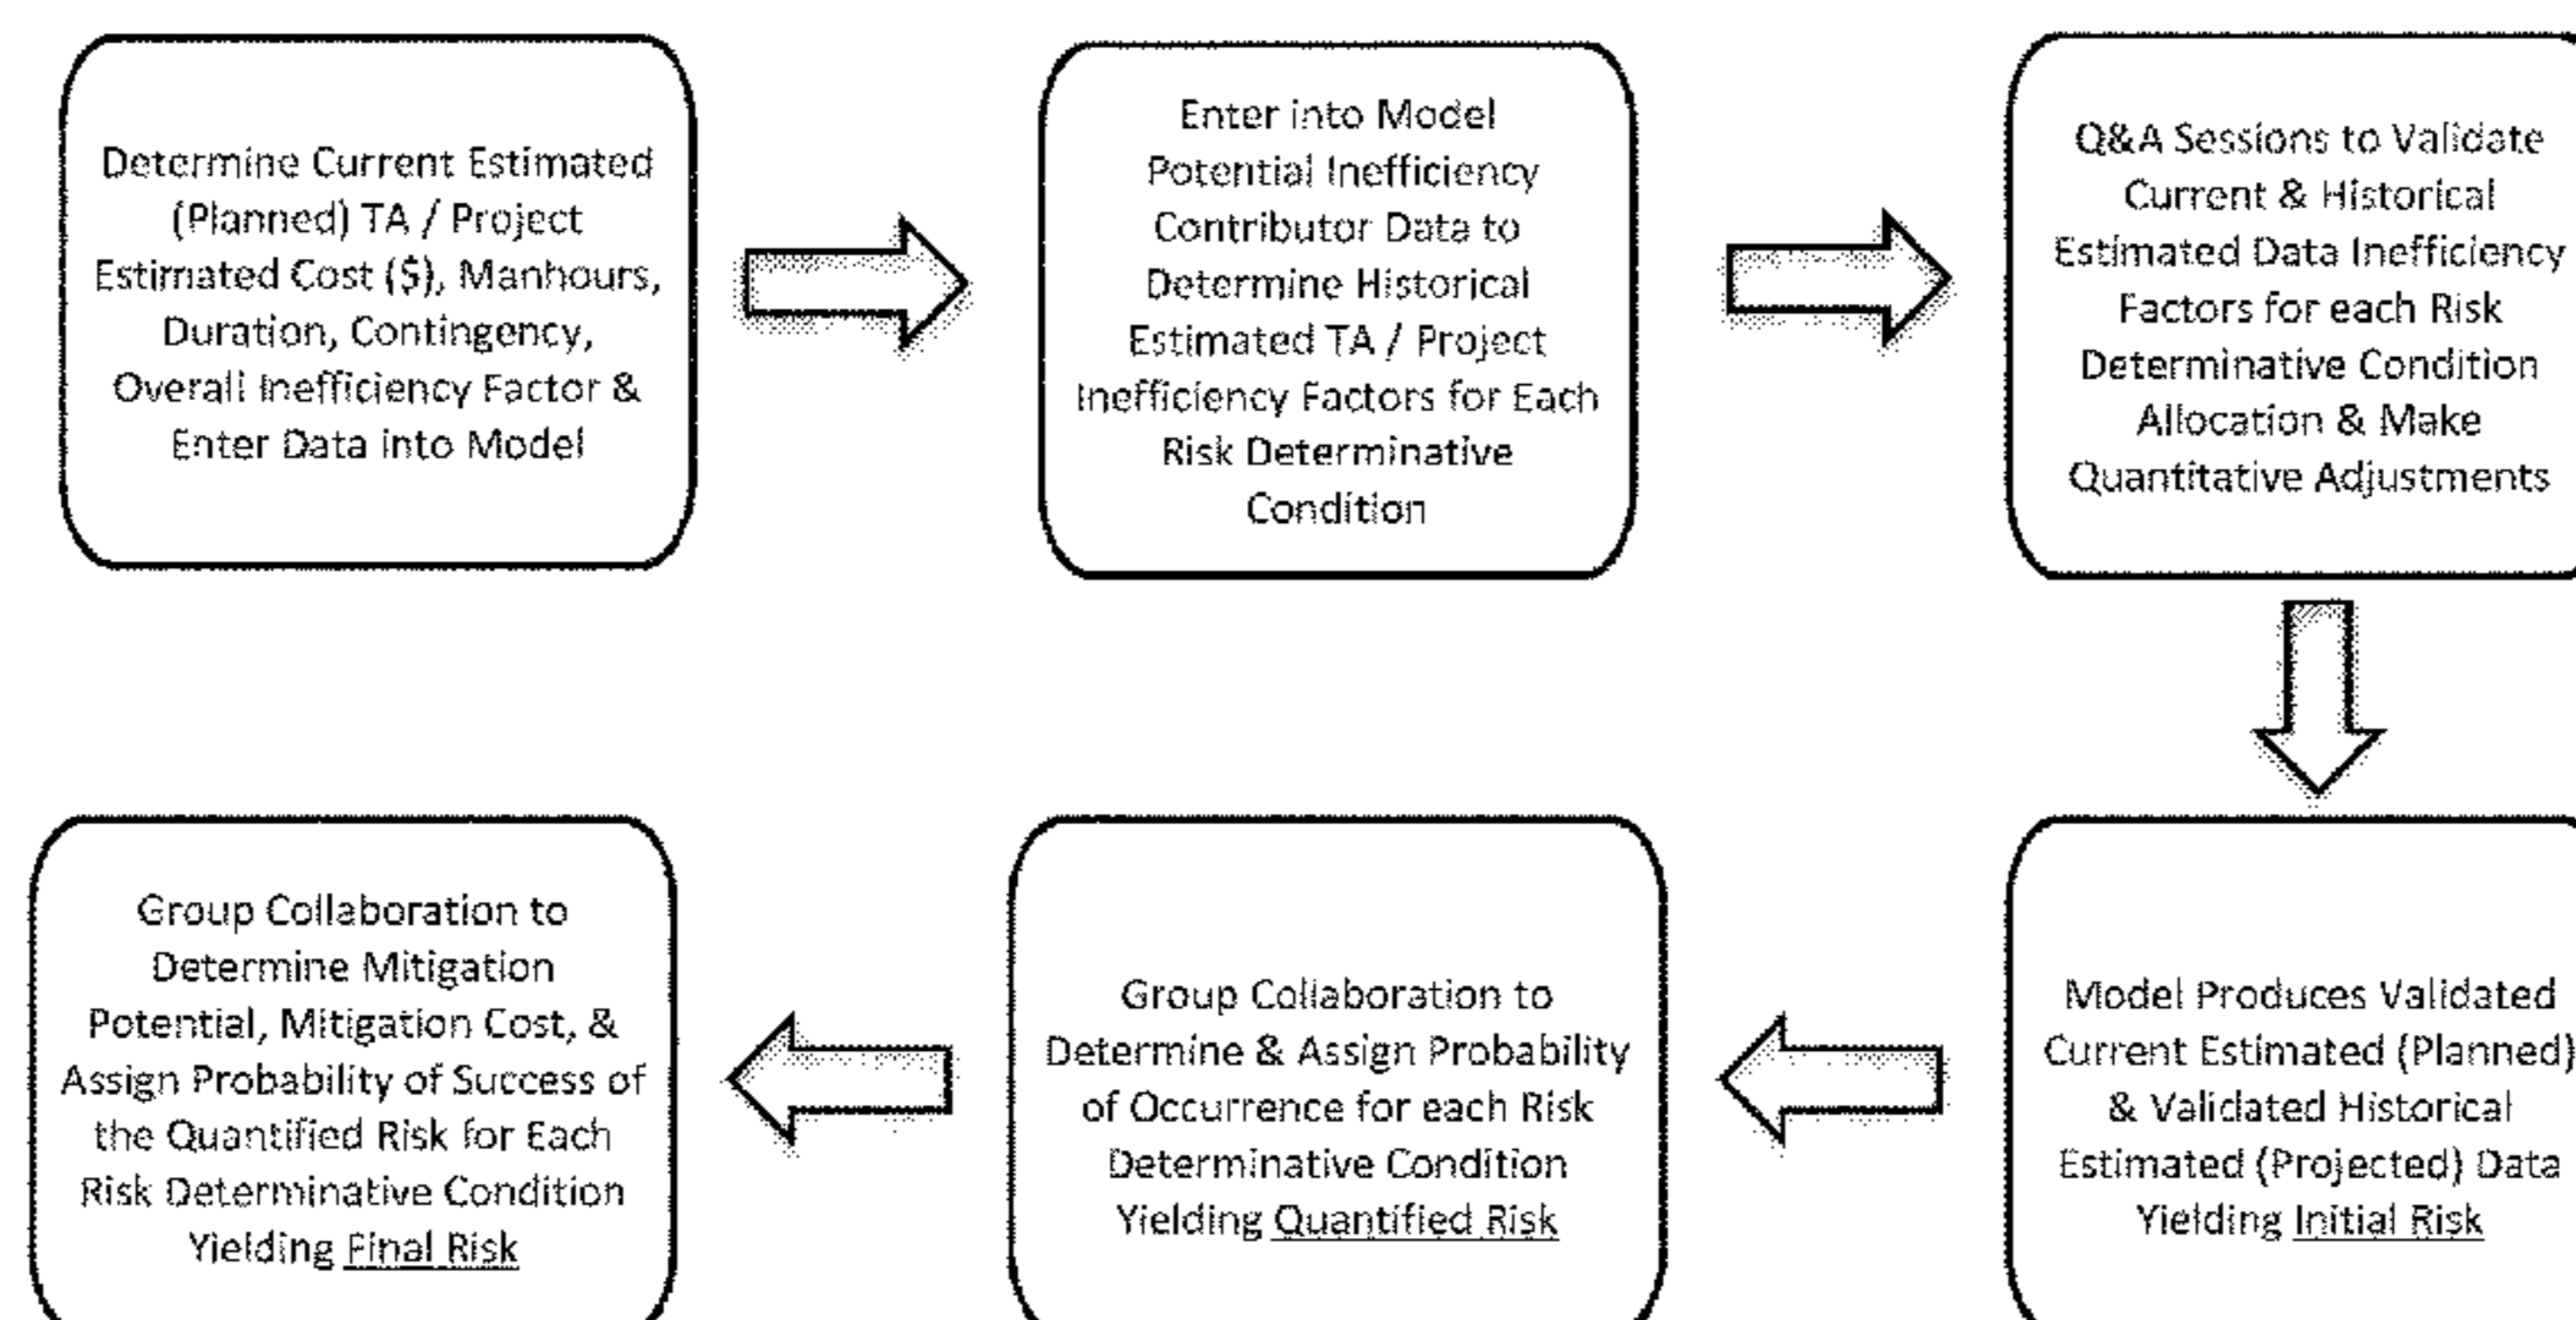 Determine Current Estimated
(Planned) TA / Project
Estimated Cost ($), Manhours,
Duration, Contingency,
Overall Inefficiency Factor &
Enter Data into Model
Enter into Model
Potential Inefficiency
Contributor Data to
Determine Historical
Estimated TA / Project
Inefficiency Factors for Each
Risk Determinative
Condition
Q&A Sessions to Validate
Current & Historical
Estimated Data Inefficiency
Factors for each Risk
Determinative Condition
Allocation & Make
Quantitative Adjustments
Model Produces Validated
Current Estimated (Planned)
& Validated Historical
Estimated (Projected) Data
Yielding Initial Risk
Group Collaboration to
Determine & Assign Probability
of Occurrence for each Risk
Determinative Condition
Yielding Quantified Risk
Group Collaboration to
Determine Mitigation
Potential, Mitigation Cost, &
Assign Probability of Success of
the Quantified Risk for Each
Risk Determinative Condition
Yielding Final Risk